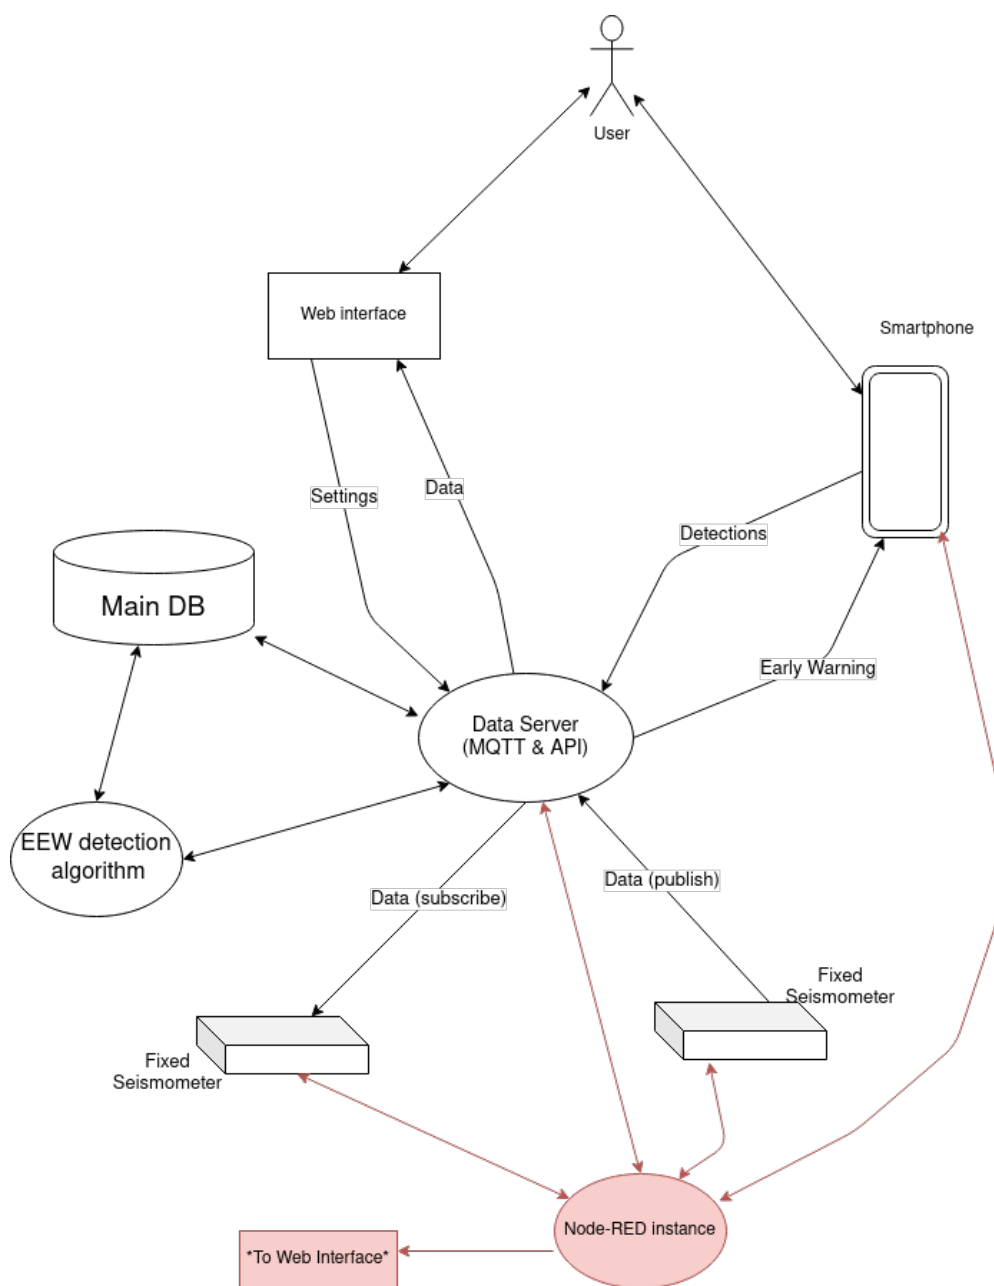 User
Web interface
Smartphone
Settings
Data
Detections
Main DB
Early Warning
Data Server
(MQTT & API)
EEW detection
algorithm
Data (subscribe)
Data (publish)
Fixed
Seismometer
Fixed
Seismometer
Node-RED instance
*To Web Interface*